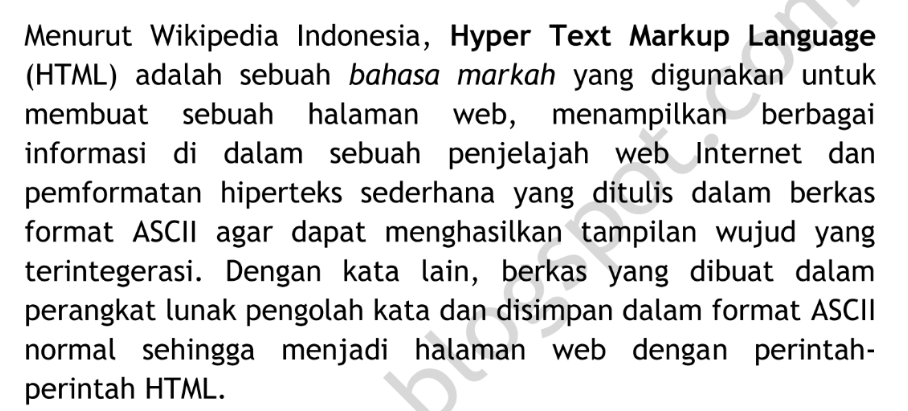 Menurut Wikipedia Indonesia, Hyper Text Markup Language
(HTML) adalah sebuah bahasa markah yang digunakan untuk
membuat sebuah halaman web, menampilkan berbagai
informasi di dalam sebuah penjelajah web Internet dan
pemformatan hiperteks sederhana yang ditulis dalam berkas
format ASCII agar dapat menghasilkan tampilan wujud yang
terintegerasi. Dengan kata lain, berkas yang dibuat dalam
perangkat lunak pengolah kata dan disimpan dalam format ASCII
normal sehingga menjadi halaman web dengan perintah-
perintah HTML.
blogspot.com